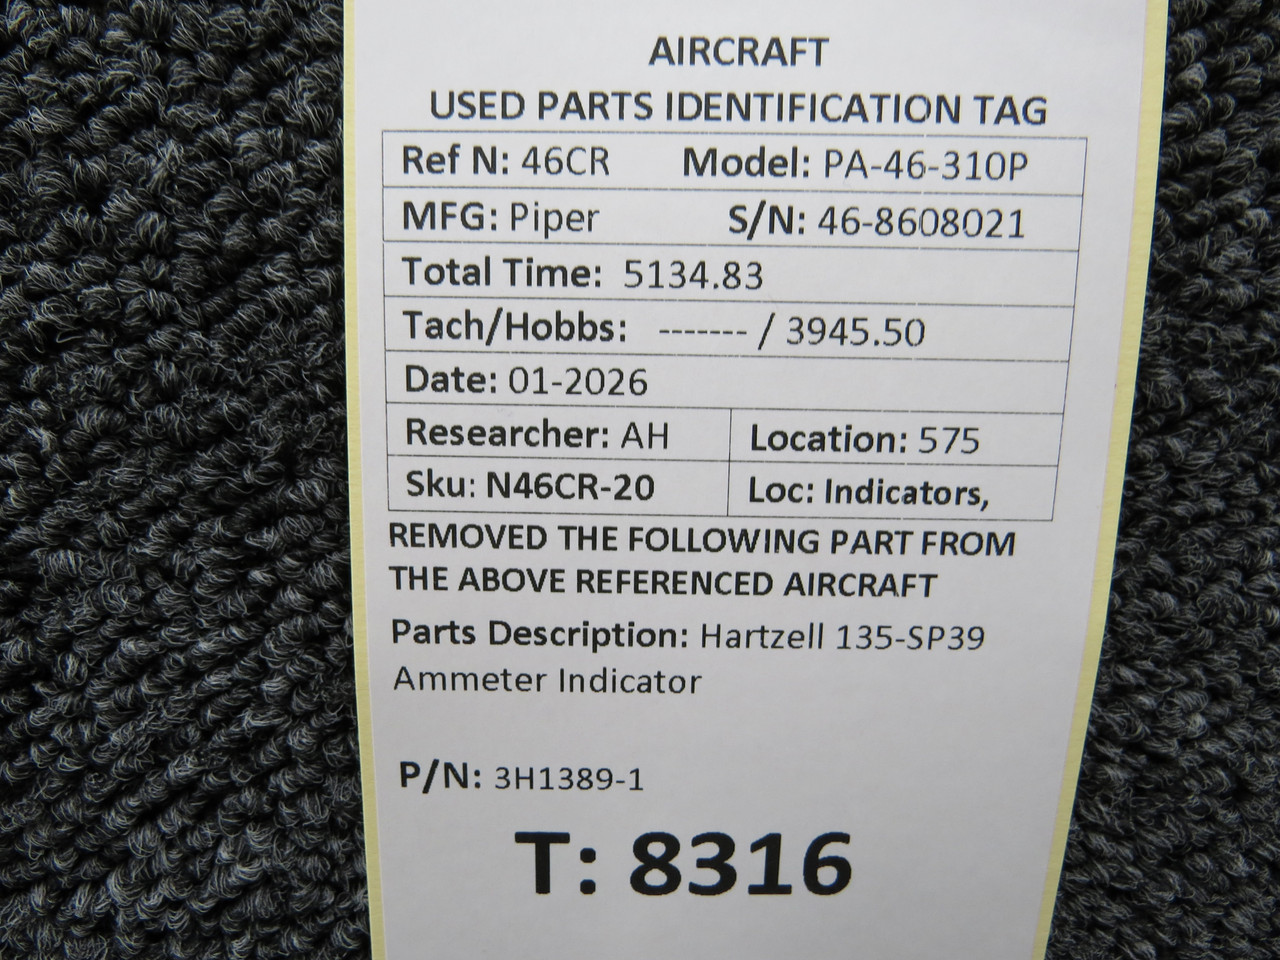 AIRCRAFT
USED PARTS IDENTIFICATION TAG
Ref N: 46CR Model: PA-46-310P
MFG: Piper S/N: 46-8608021
Total Time: 5134.83
Tach/Hobbs: ------- / 3945.50
Date: 01-2026
Researcher: AH Location: 575
Sku: N46CR-20 Loc: Indicators,
REMOVED THE FOLLOWING PART FROM
THE ABOVE REFERENCED AIRCRAFT
Parts Description: Hartzell 135-SP39
Ammeter Indicator
P/N: 3H1389-1
T: 8316